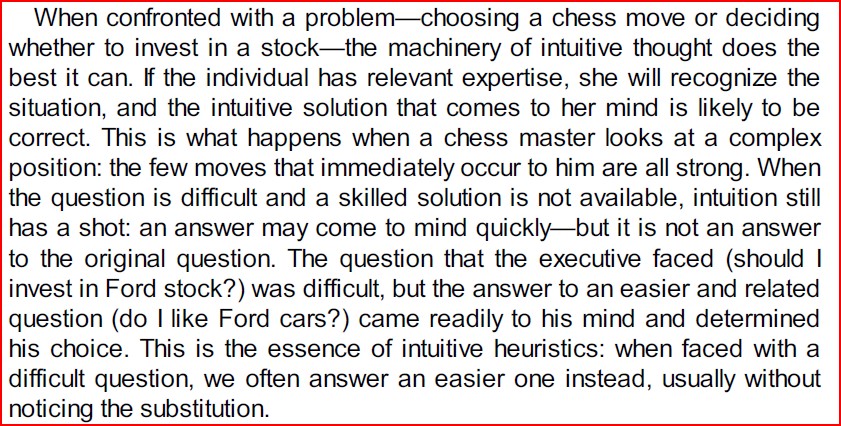 When confronted with a problem—choosing a chess move or deciding
whether to invest in a stock—the machinery of intuitive thought does the
best it can. If the individual has relevant expertise, she will recognize the
situation, and the intuitive solution that comes to her mind is likely to be
correct. This is what happens when a chess master looks at a complex
position: the few moves that immediately occur to him are all strong. When
the question is difficult and a skilled solution is not available, intuition still
has a shot: an answer may come to mind quickly—but it is not an answer
to the original question. The question that the executive faced (should I
invest in Ford stock?) was difficult, but the answer to an easier and related
question (do I like Ford cars?) came readily to his mind and determined
his choice. This is the essence of intuitive heuristics: when faced with a
difficult question, we often answer an easier one instead, usually without
noticing the substitution.